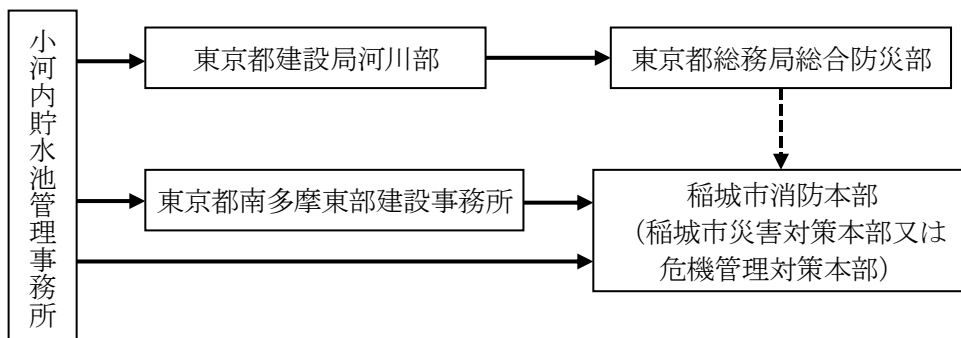 小河内貯水池管理事務所
東京都建設局河川部
東京都総務局総合防災部
東京都南多摩東部建設事務所
稲城市消防本部
（稲城市災害対策本部又は
危機管理対策本部）